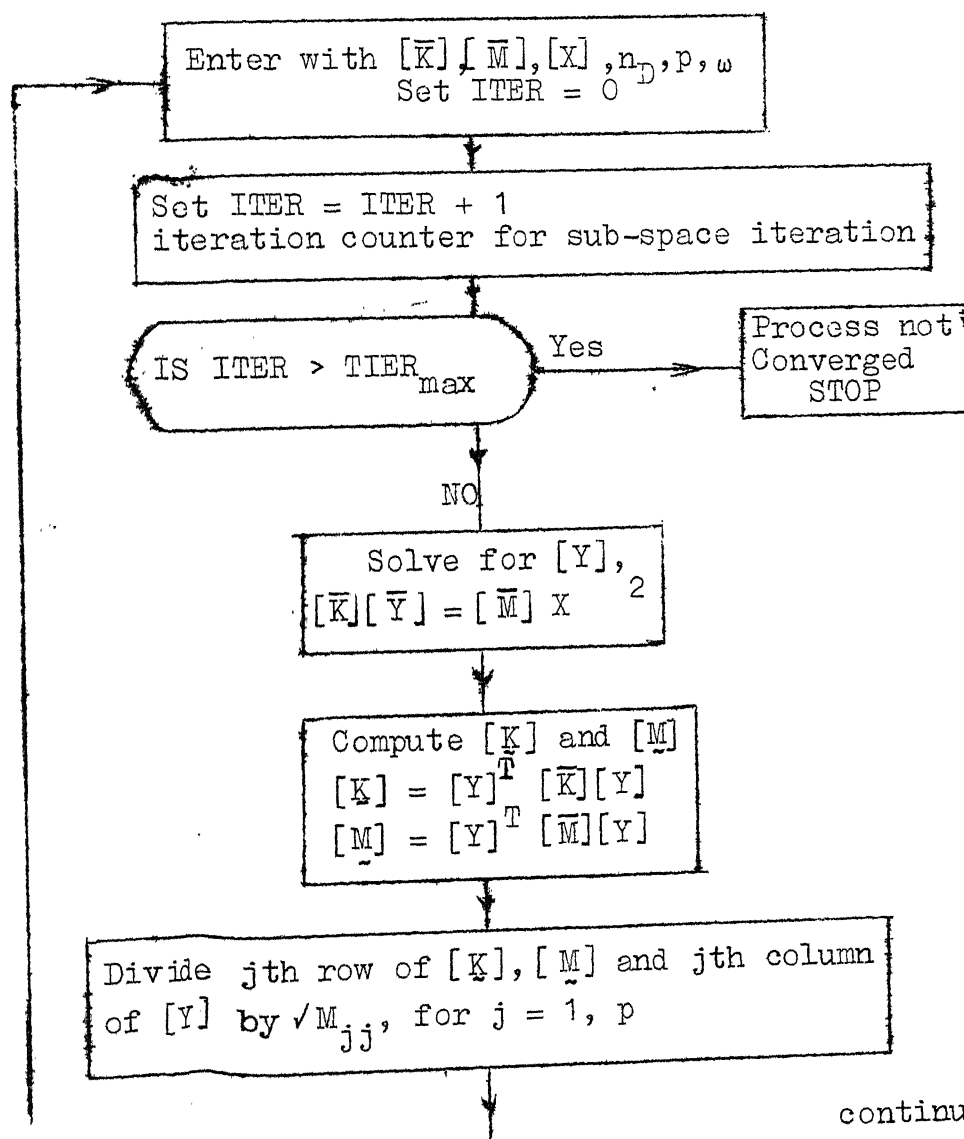 Enter with [K̅],[ M̅],[X] ,n_D,p,ω
Set ITER = 0
Set ITER = ITER + 1
iteration counter for sub-space iteration
IS ITER > TIER_max
Yes
Process not
Converged
STOP
NO
Solve for [Y],
[K̅][ Y̅] = [ M̅] X ²
Compute [K̰] and [M̰]
[K̰] = [Y]^T [K̅][Y]
[M̰] = [Y]^T [M̅][Y]
Divide jth row of [K̰],[ M̰] and jth column
of [Y] by √M_jj, for j = 1, p
continu